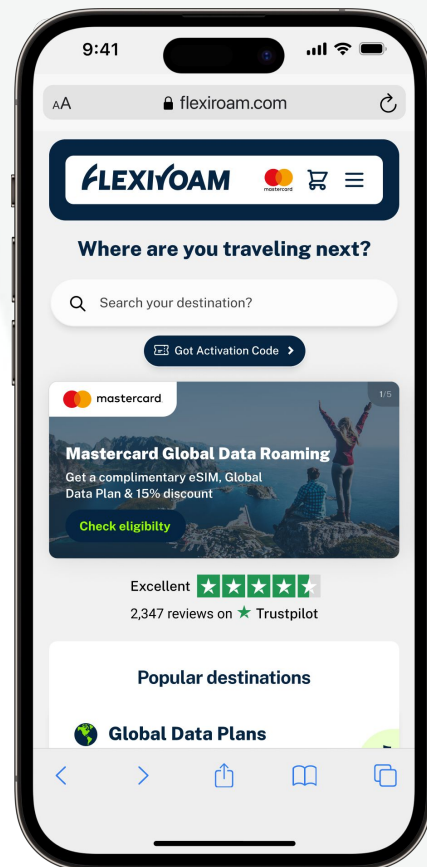 9:41
AA
flexiroam.com
FLEXIROAM
mastercard
Where are you traveling next?
Search your destination?
Got Activation Code
mastercard
1/5
Mastercard Global Data Roaming
Get a complimentary eSIM, Global
Data Plan & 15% discount
Check eligibilty
Excellent
2,347 reviews on Trustpilot
Popular destinations
Global Data Plans